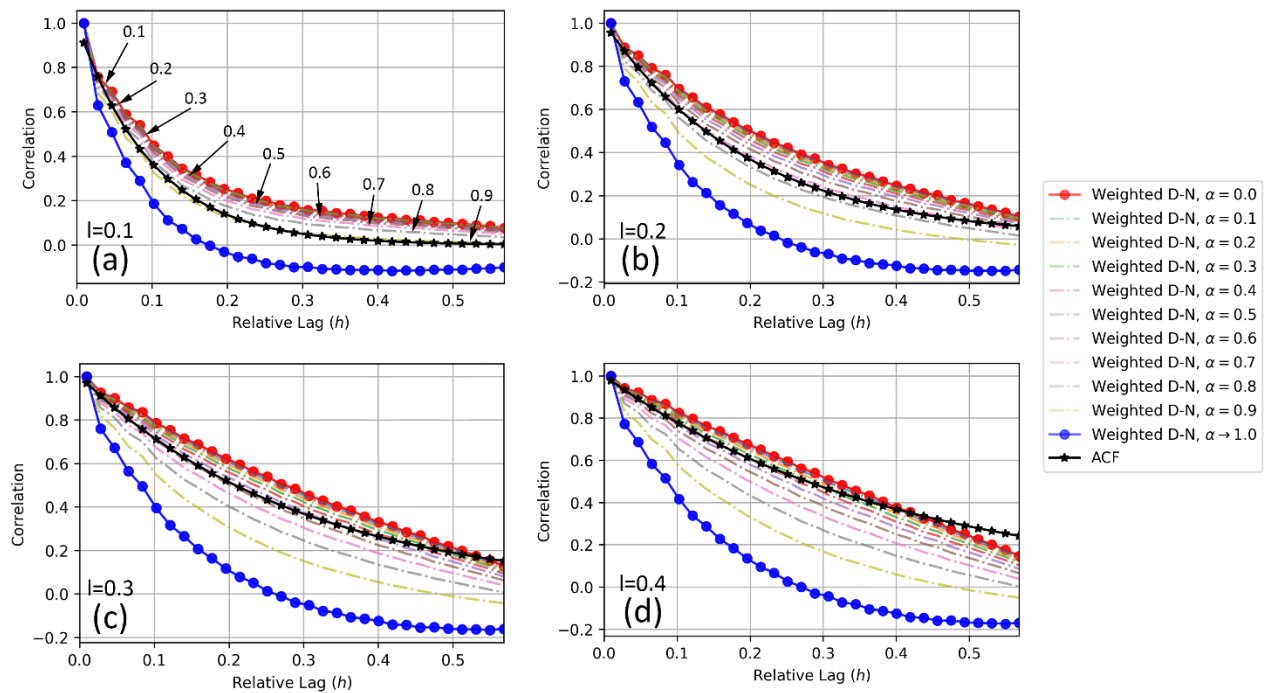 1.0
0.8
0.6
0.4
0.2
0.0
Correlation
0.1
0.2
0.3
0.4
0.5
0.6
0.7
0.8
0.9
l=0.1
(a)
0.0 0.1 0.2 0.3 0.4 0.5
Relative Lag (h)
1.0
0.8
0.6
0.4
0.2
0.0
−0.2
Correlation
l=0.2
(b)
0.0 0.1 0.2 0.3 0.4 0.5
Relative Lag (h)
1.0
0.8
0.6
0.4
0.2
0.0
−0.2
Correlation
l=0.3
(c)
0.0 0.1 0.2 0.3 0.4 0.5
Relative Lag (h)
1.0
0.8
0.6
0.4
0.2
0.0
−0.2
Correlation
l=0.4
(d)
0.0 0.1 0.2 0.3 0.4 0.5
Relative Lag (h)
Weighted D-N, α = 0.0
Weighted D-N, α = 0.1
Weighted D-N, α = 0.2
Weighted D-N, α = 0.3
Weighted D-N, α = 0.4
Weighted D-N, α = 0.5
Weighted D-N, α = 0.6
Weighted D-N, α = 0.7
Weighted D-N, α = 0.8
Weighted D-N, α = 0.9
Weighted D-N, α → 1.0
ACF